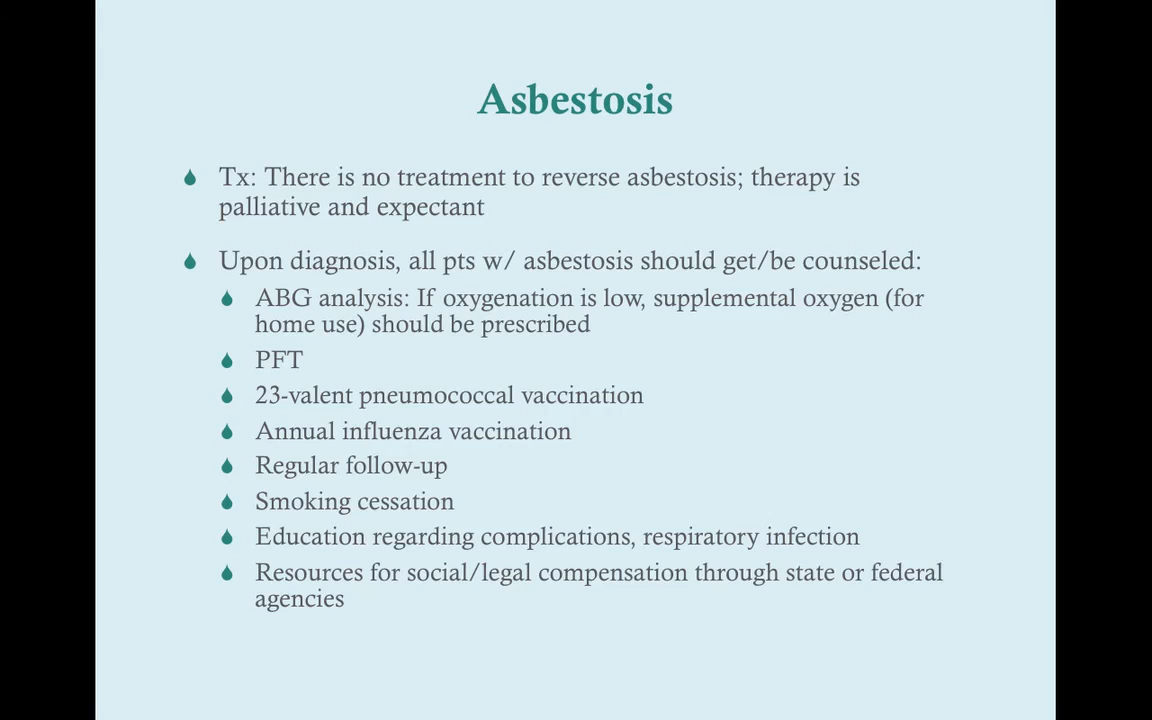 Asbestosis
Tx: There is no treatment to reverse asbestosis; therapy is
palliative and expectant
Upon diagnosis, all pts w/ asbestosis should get/be counseled:
ABG analysis: If oxygenation is low, supplemental oxygen (for
home use) should be prescribed
PFT
23-valent pneumococcal vaccination
Annual influenza vaccination
Regular follow-up
Smoking cessation
Education regarding complications, respiratory infection
Resources for social/legal compensation through state or federal
agencies